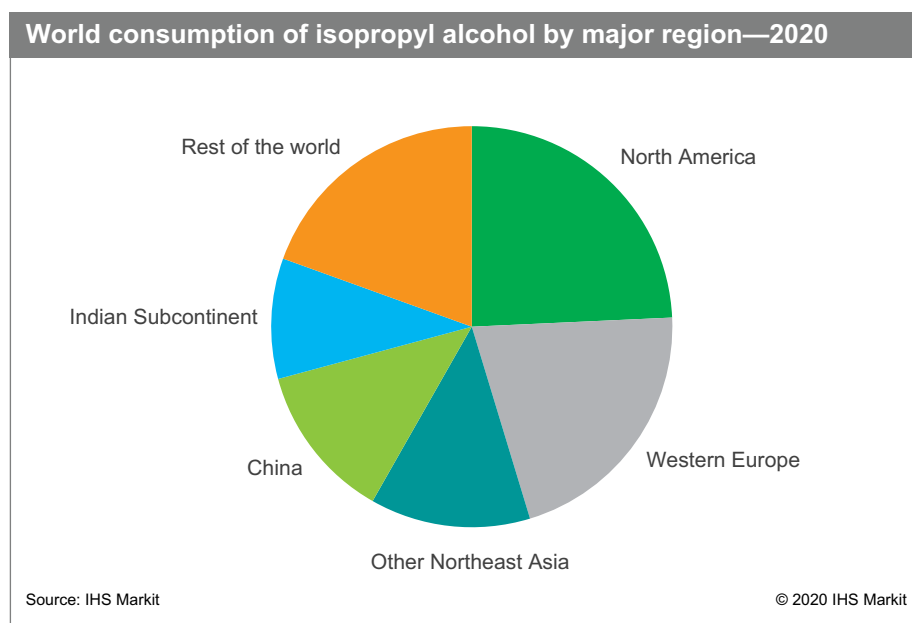 World consumption of isopropyl alcohol by major region—2020
Rest of the world
North America
Indian Subcontinent
Western Europe
China
Other Northeast Asia
Source: IHS Markit
© 2020 IHS Markit